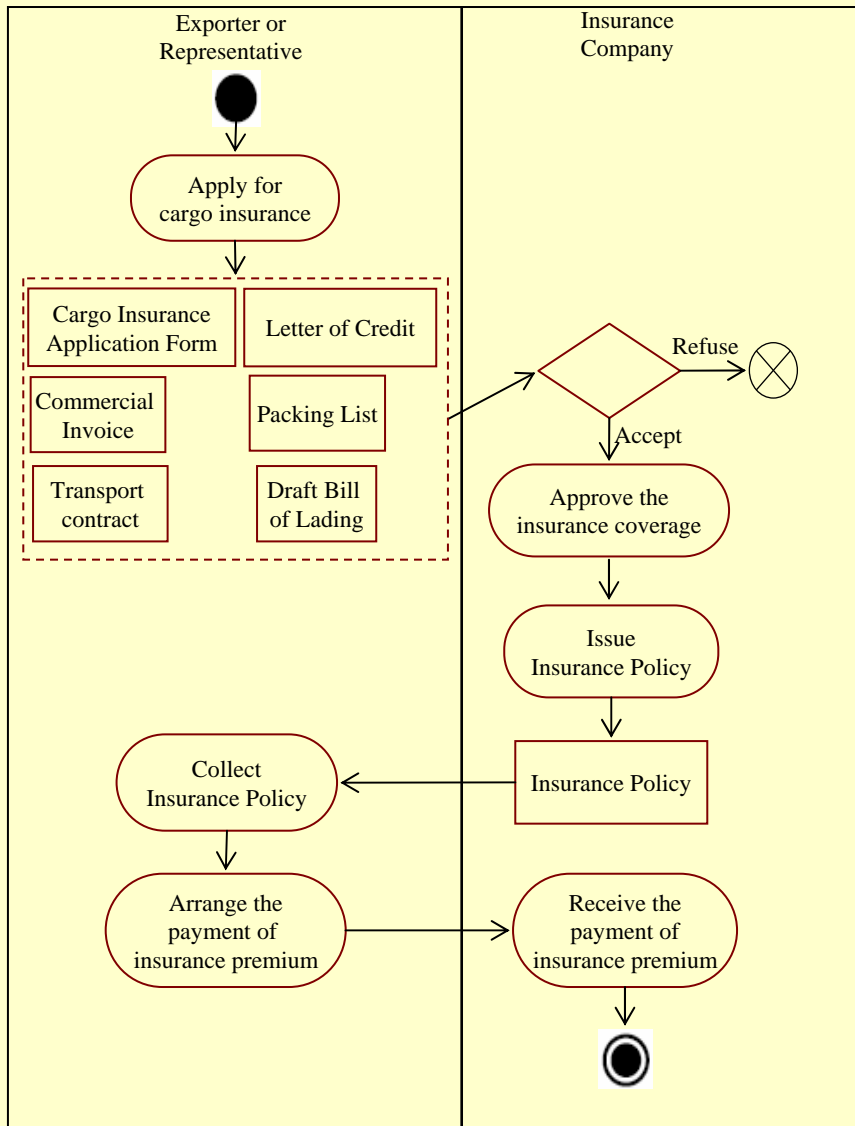 Exporter or
Representative
Insurance
Company
Apply for
cargo insurance
Cargo Insurance
Application Form
Letter of Credit
Commercial
Invoice
Packing List
Transport
contract
Draft Bill
of Lading
Refuse
Accept
Approve the
insurance coverage
Issue
Insurance Policy
Insurance Policy
Collect
Insurance Policy
Arrange the
payment of
insurance premium
Receive the
payment of
insurance premium